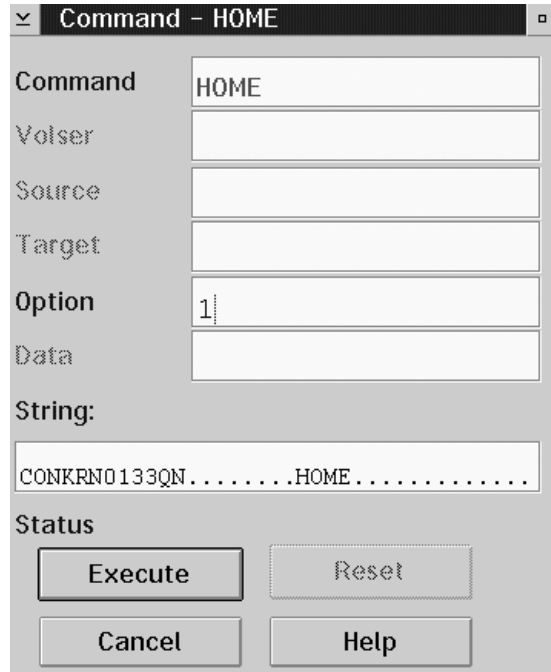 Command - HOME
Command HOME
Volser
Source
Target
Option 1
Data
String:
CONKRN0133QN........HOME.............
Status
Execute Reset
Cancel Help